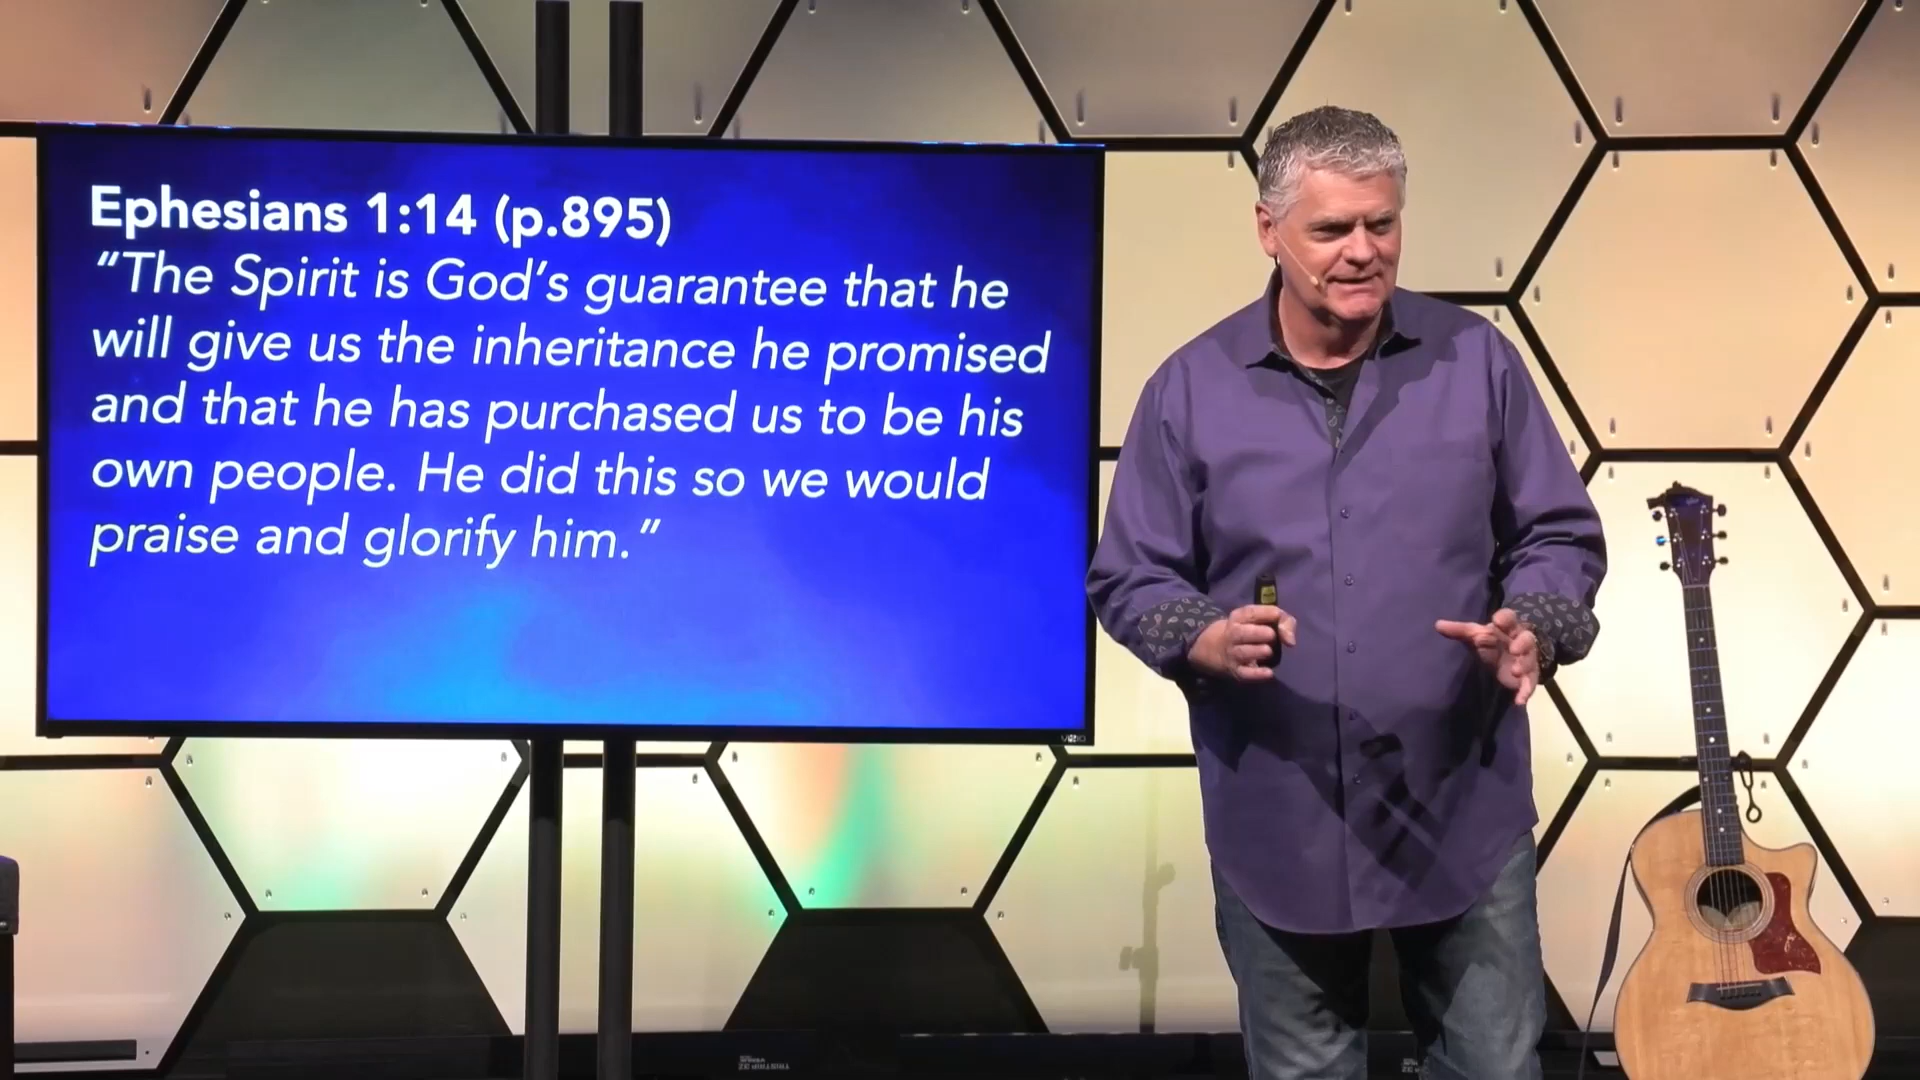 Ephesians 1:14 (p.895)
“The Spirit is God’s guarantee that he
will give us the inheritance he promised
and that he has purchased us to be his
own people. He did this so we would
praise and glorify him.”
VIZIO